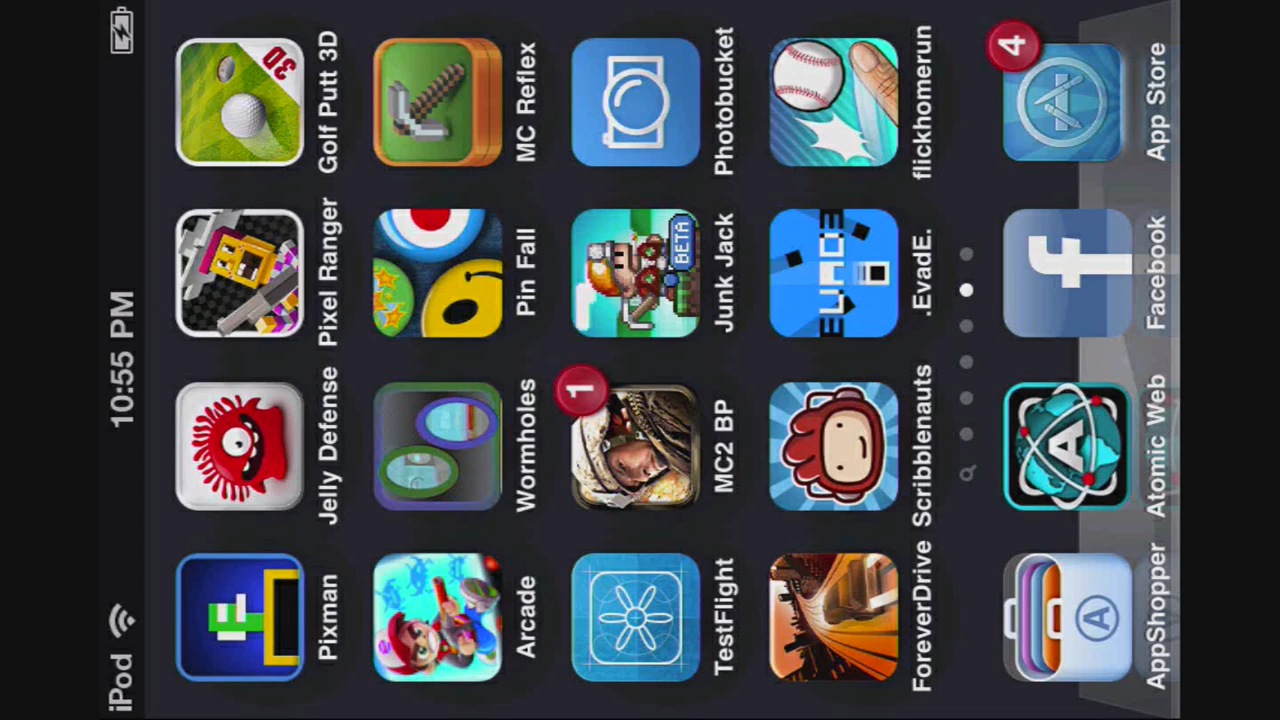 iPod 10:55 PM
Pixman Jelly Defense Pixel Ranger Golf Putt 3D
3D
Arcade Wormholes Pin Fall MC Reflex
1
BETA
TestFlight MC2 BP Junk Jack Photobucket
EVADE
ForeverDrive Scribblenauts .EvadE. flickhomerun
4
A A f
AppShopper Atomic Web Facebook App Store